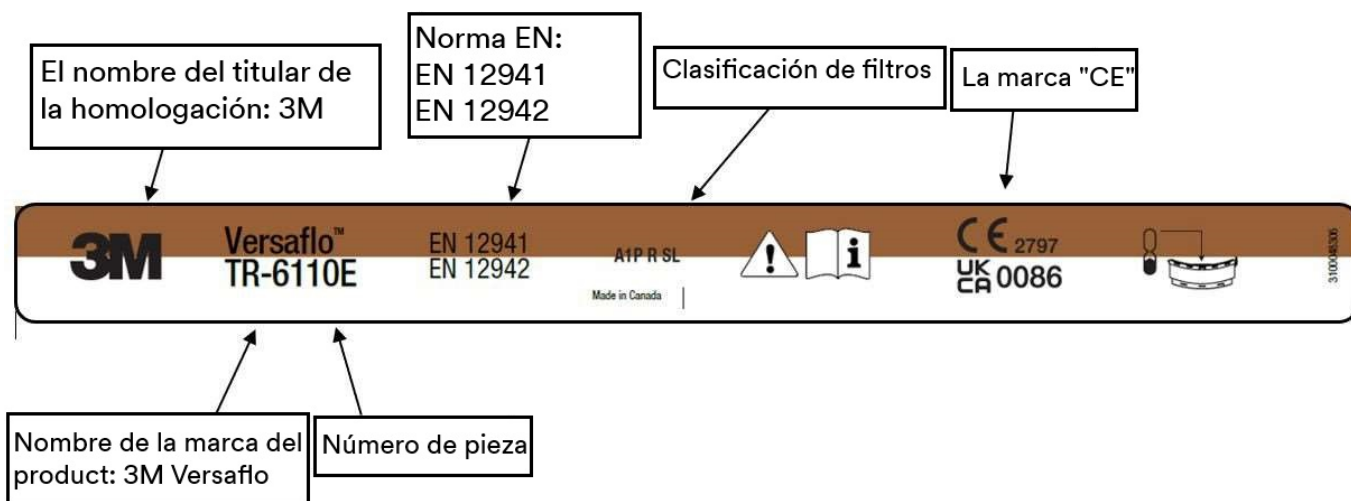 El nombre del titular de
la homologación: 3M
Norma EN:
EN 12941
EN 12942
Clasificación de filtros
La marca "CE"
3M
Versaflo™
TR-6110E
EN 12941
EN 12942
A1P R SL
Made in Canada
i
CE 2797
UK
CA 0086
3100048305
Nombre de la marca del
product: 3M Versaflo
Número de pieza